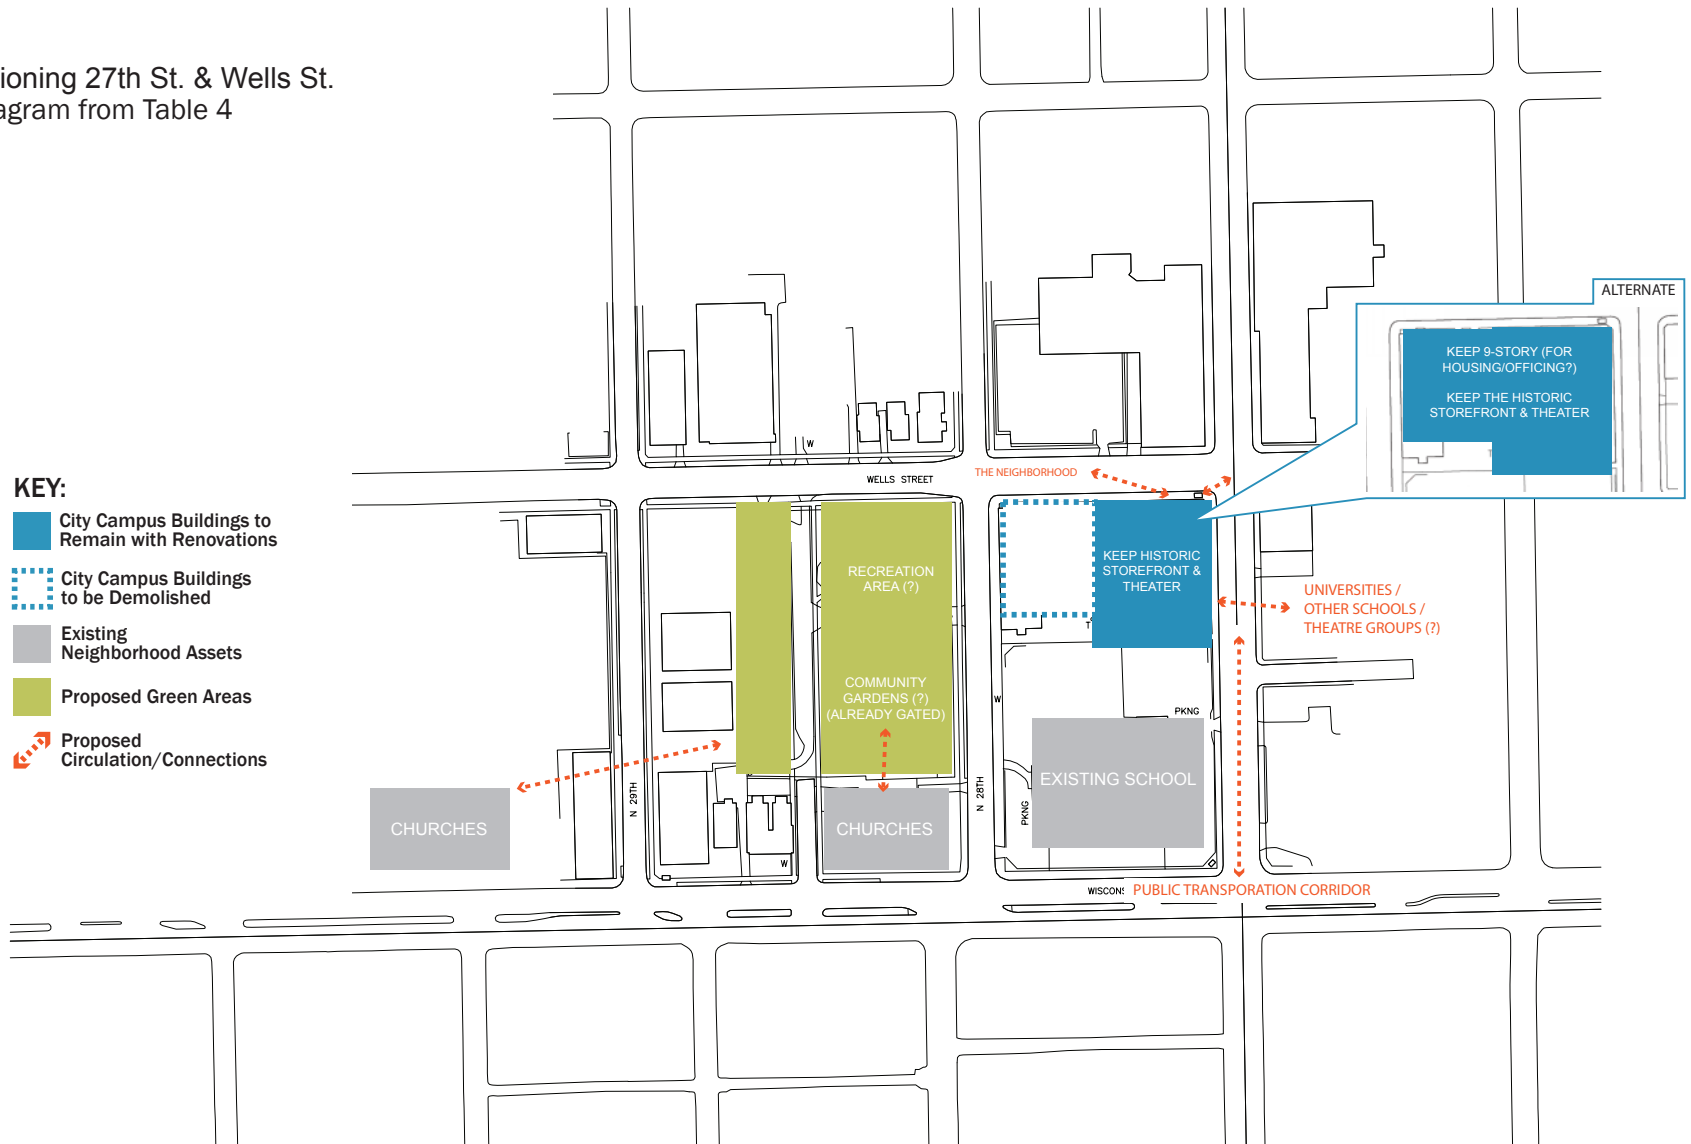 ioning 27th St. & Wells St.
agram from Table 4
ALTERNATE
KEEP 9-STORY (FOR
HOUSING/OFFICING?)
KEEP THE HISTORIC
STOREFRONT & THEATER
W
THE NEIGHBORHOOD
WELLS STREET
KEY:
City Campus Buildings to
Remain with Renovations
City Campus Buildings
to be Demolished
Existing
Neighborhood Assets
Proposed Green Areas
Proposed
Circulation/Connections
RECREATION
AREA (?)
COMMUNITY
GARDENS (?)
(ALREADY GATED)
KEEP HISTORIC
STOREFRONT &
THEATER
T
UNIVERSITIES /
OTHER SCHOOLS /
THEATRE GROUPS (?)
W
PKNG
EXISTING SCHOOL
PKNG
N 29TH
N 28TH
CHURCHES
CHURCHES
W
WISCONS
PUBLIC TRANSPORATION CORRIDOR